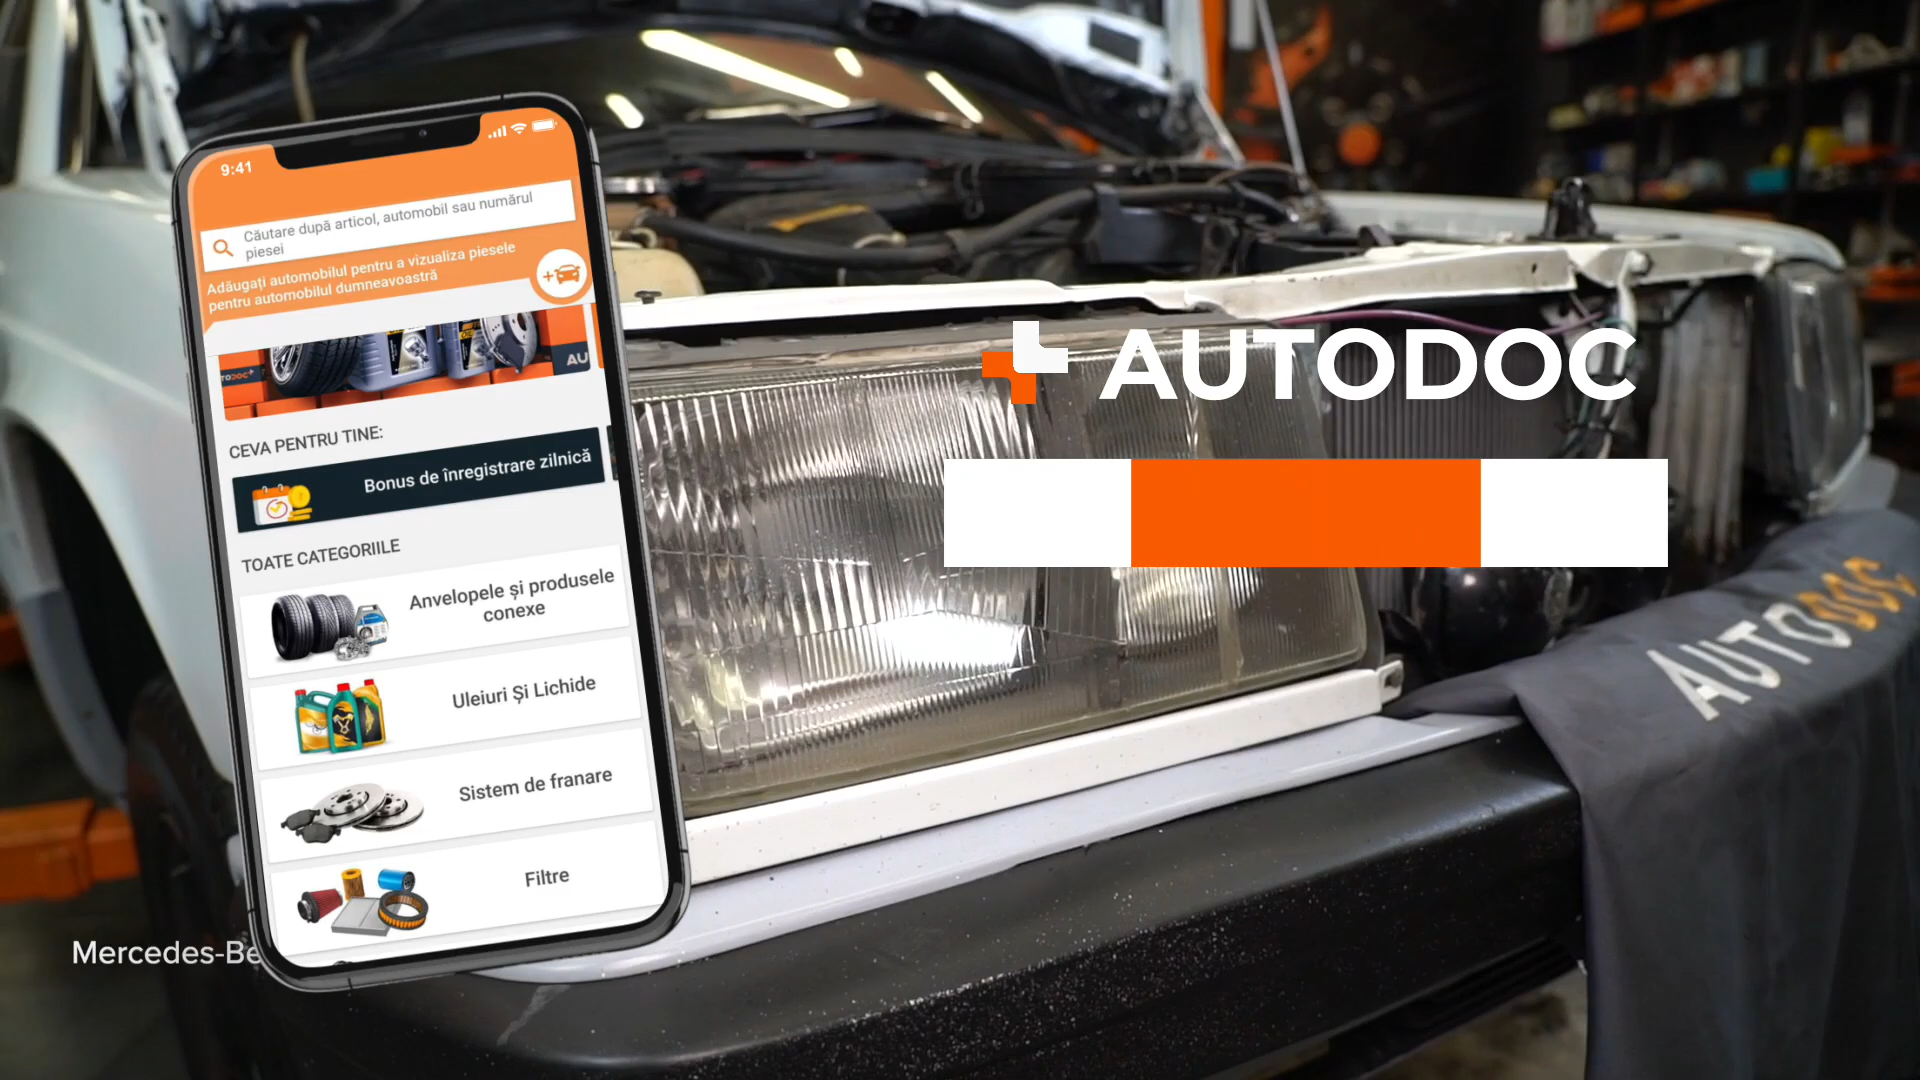 9:41
Căutare după articol, automobil sau numărul
piesei
Adăugați automobilul pentru a vizualiza piesele
pentru automobilul dumneavoastră
AU
CEVA PENTRU TINE:
Bonus de înregistrare zilnică
TOATE CATEGORIILE
Anvelopele și produsele
conexe
Uleiuri Și Lichide
Sistem de franare
Filtre
Mercedes-Be
AUTODOC
AUTODOC